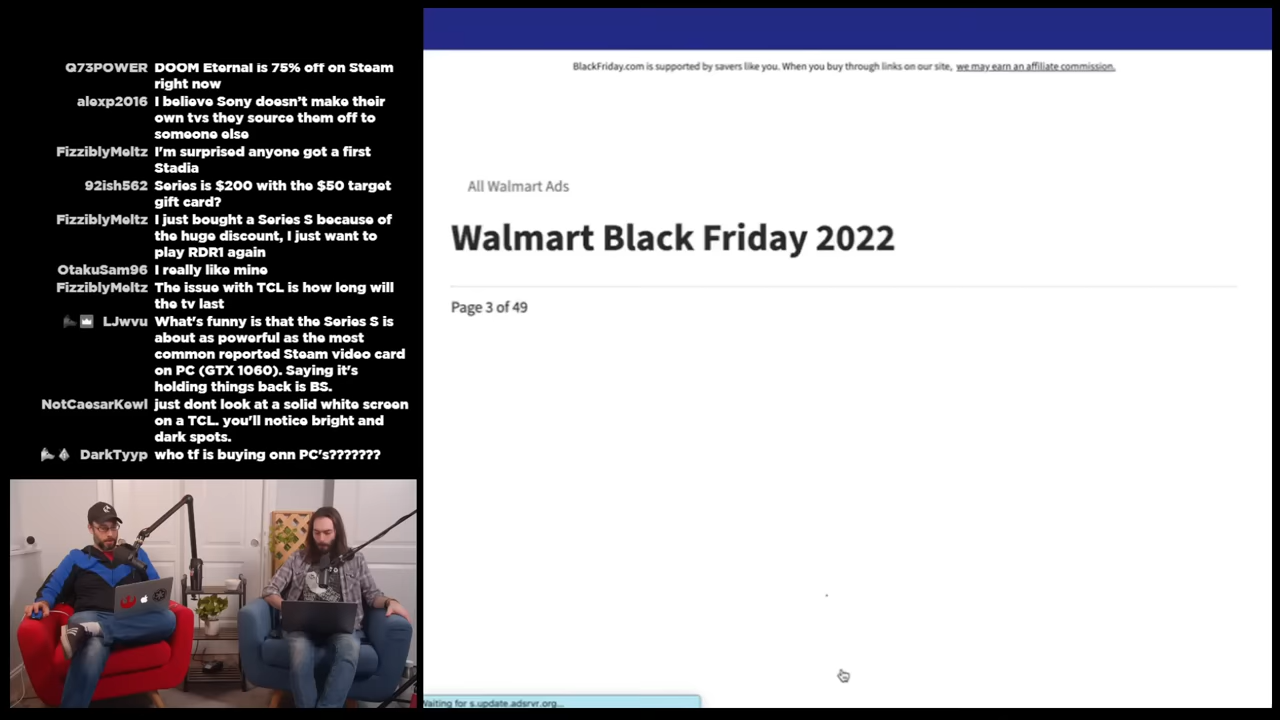 Q73POWER DOOM Eternal is 75% off on Steam
right now
alexp2016 I believe Sony doesn't make their
own tvs they source them off to
someone else
FizziblyMeltz I'm surprised anyone got a first
Stadia
92ish562 Series is $200 with the $50 target
gift card?
FizziblyMeltz I just bought a Series S because of
the huge discount, I just want to
play RDR1 again
OtakuSam96 I really like mine
FizziblyMeltz The issue with TCL is how long will
the tv last
LJwvu What's funny is that the Series S is
about as powerful as the most
common reported Steam video card
on PC (GTX 1060). Saying it's
holding things back is BS.
NotCaesarKewl just dont look at a solid white screen
on a TCL. you'll notice bright and
dark spots.
DarkTyyp who tf is buying onn PC's???????
BlackFriday.com is supported by savers like you. When you buy through links on our site, we may earn an affiliate commission.
All Walmart Ads
Walmart Black Friday 2022
Page 3 of 49
Waiting for s.update.adsrvr.org...